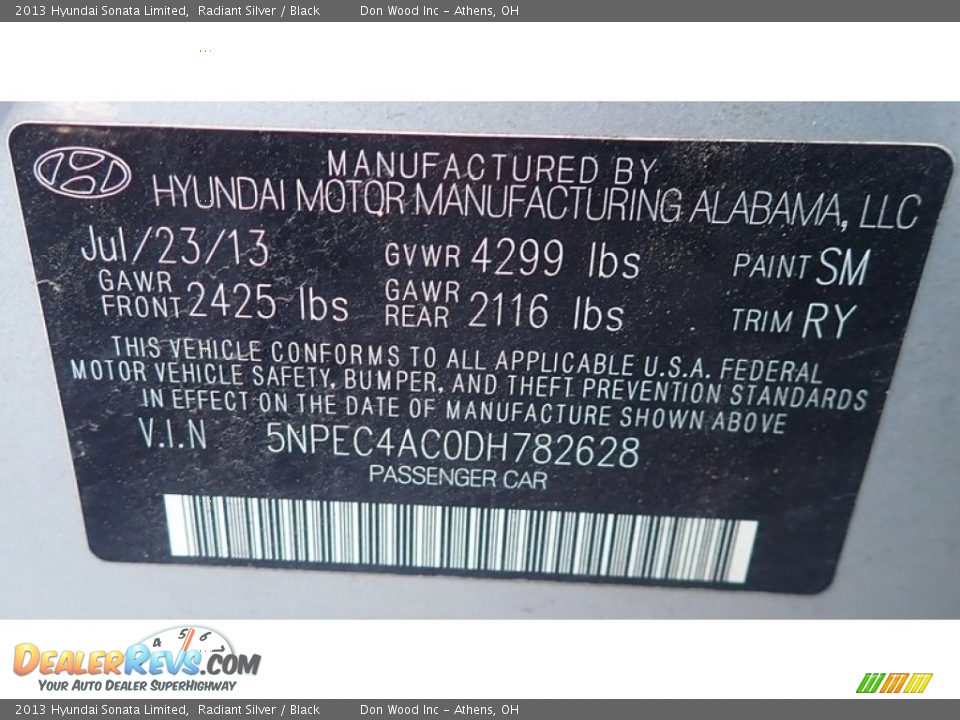 2013 Hyundai Sonata Limited, Radiant Silver / Black Don Wood Inc - Athens, OH
MANUFACTURED BY
HYUNDAI MOTOR MANUFACTURING ALABAMA, LLC
Jul/23/13 GVWR 4299 lbs PAINT SM
GAWR FRONT 2425 lbs GAWR REAR 2116 lbs TRIM RY
THIS VEHICLE CONFORMS TO ALL APPLICABLE U.S.A. FEDERAL
MOTOR VEHICLE SAFETY, BUMPER, AND THEFT PREVENTION STANDARDS
IN EFFECT ON THE DATE OF MANUFACTURE SHOWN ABOVE
V.I.N 5NPEC4AC0DH782628
PASSENGER CAR
4 5 6
DEALERREVS.COM
YOUR AUTO DEALER SUPERHIGHWAY
2013 Hyundai Sonata Limited, Radiant Silver / Black Don Wood Inc - Athens, OH